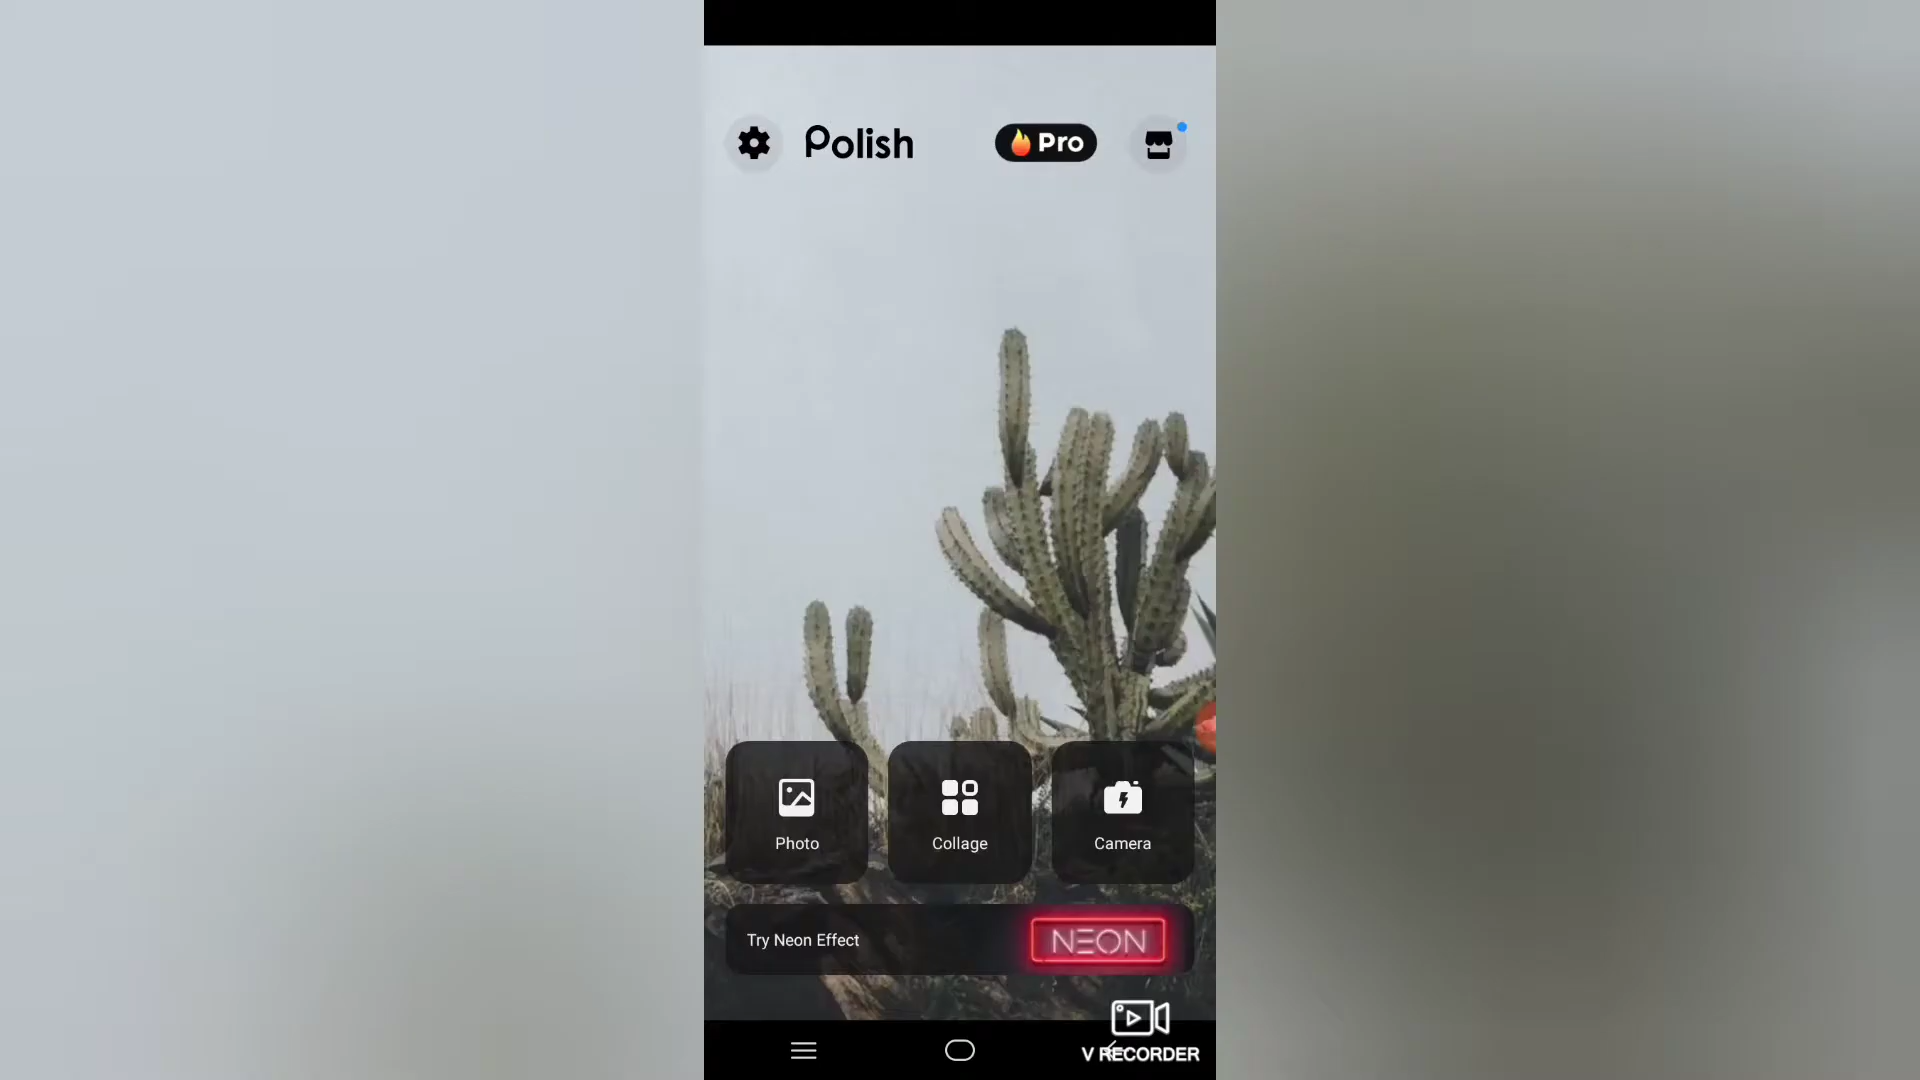 Polish
Pro
Photo
Collage
Camera
Try Neon Effect
NEON
V RECORDER